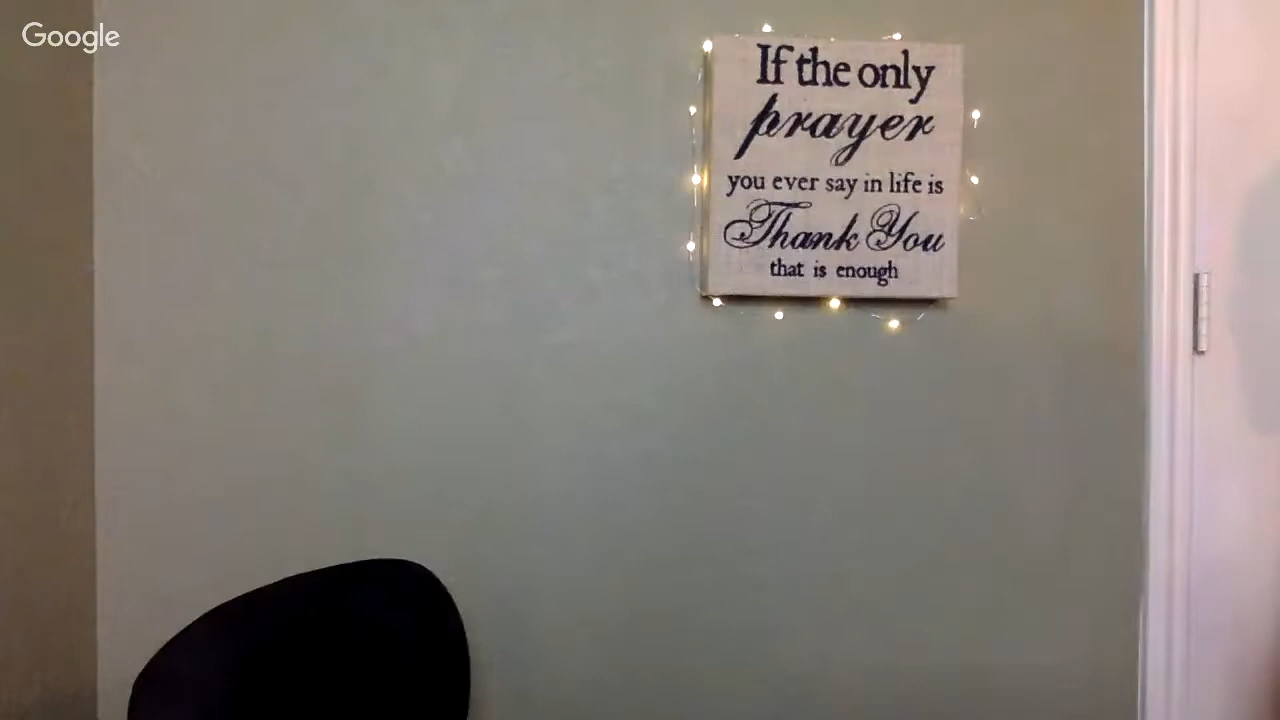 Google
If the only
prayer
you ever say in life is
Thank You
that is enough